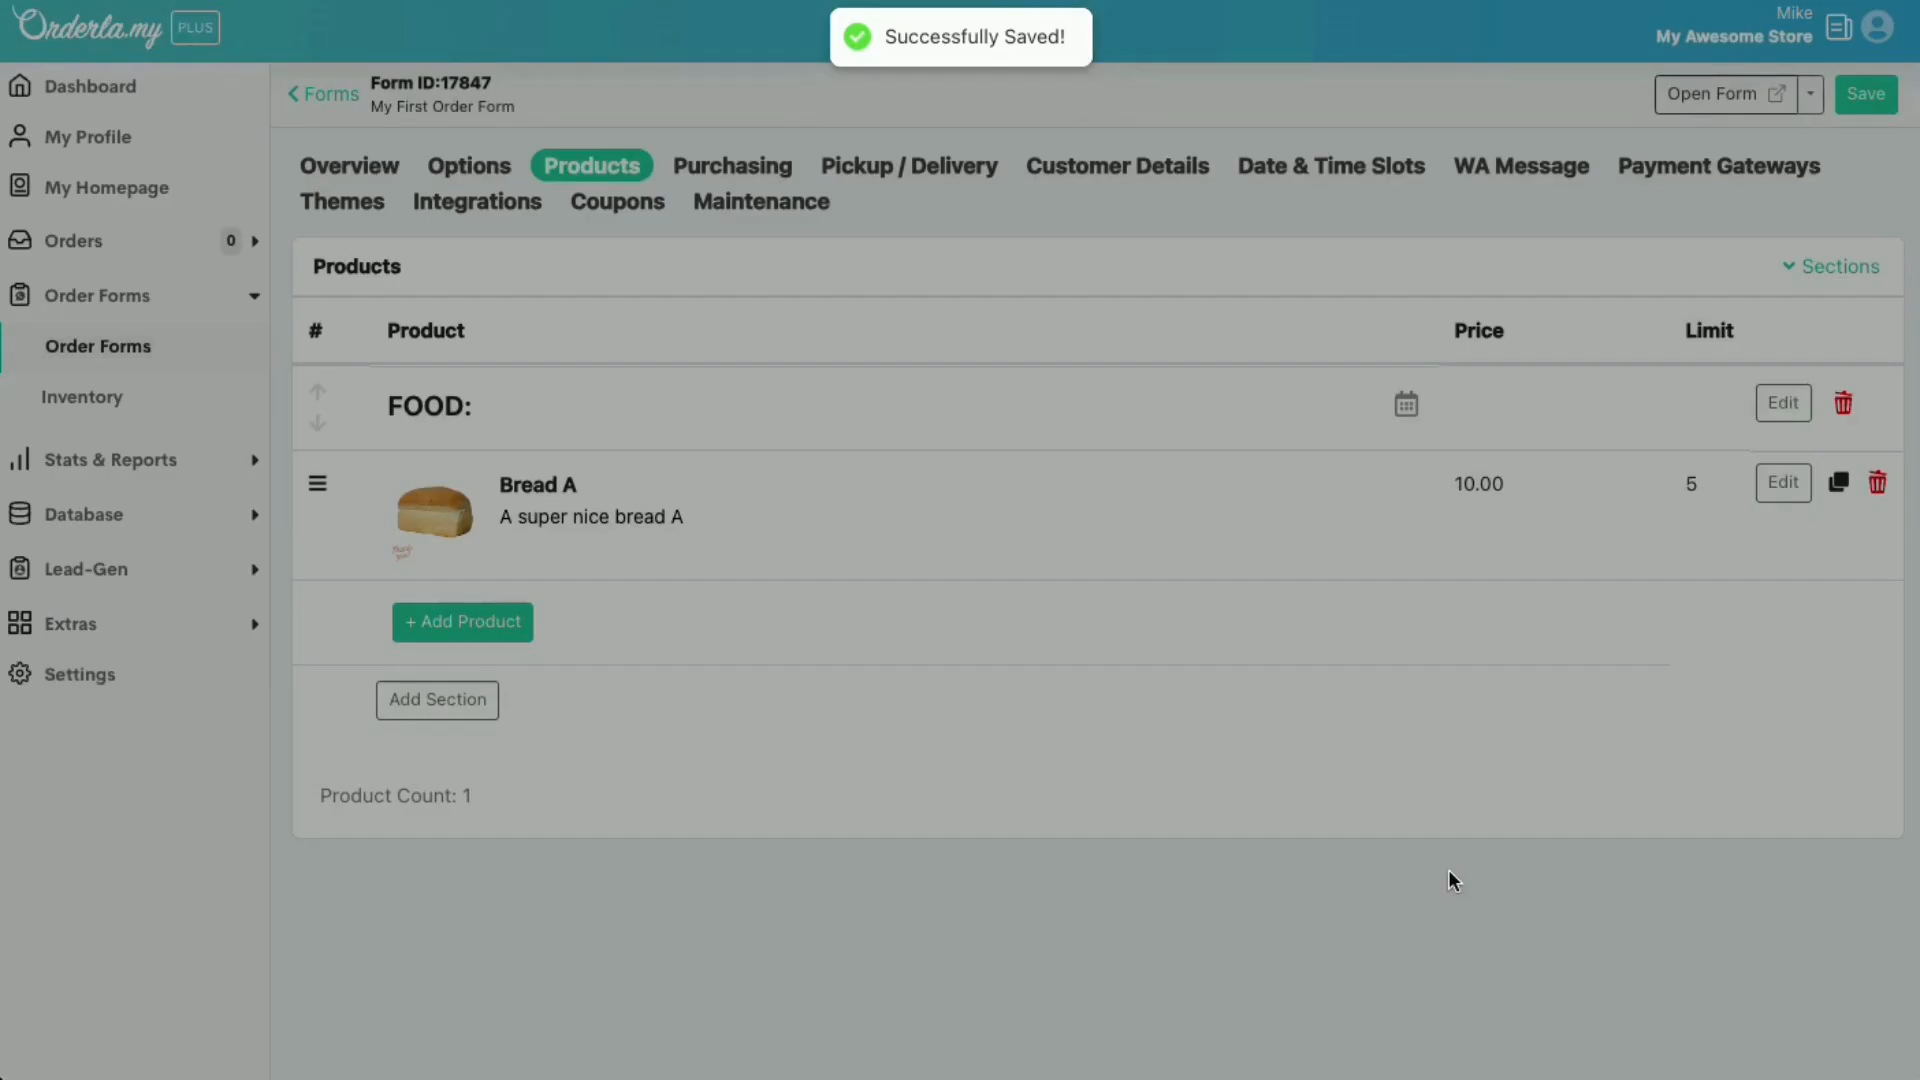 Orderla.my PLUS
Successfully Saved!
Mike
My Awesome Store
Dashboard
My Profile
My Homepage
Orders 0
Order Forms
Order Forms
Inventory
Stats & Reports
Database
Lead-Gen
Extras
Settings
Forms
Form ID:17847
My First Order Form
Open Form
Save
Overview Options Products Purchasing Pickup / Delivery Customer Details Date & Time Slots WA Message Payment Gateways
Themes Integrations Coupons Maintenance
Products
Sections
# Product Price Limit
FOOD:
Edit
Bread A 10.00 5 Edit
A super nice bread A
+ Add Product
Add Section
Product Count: 1